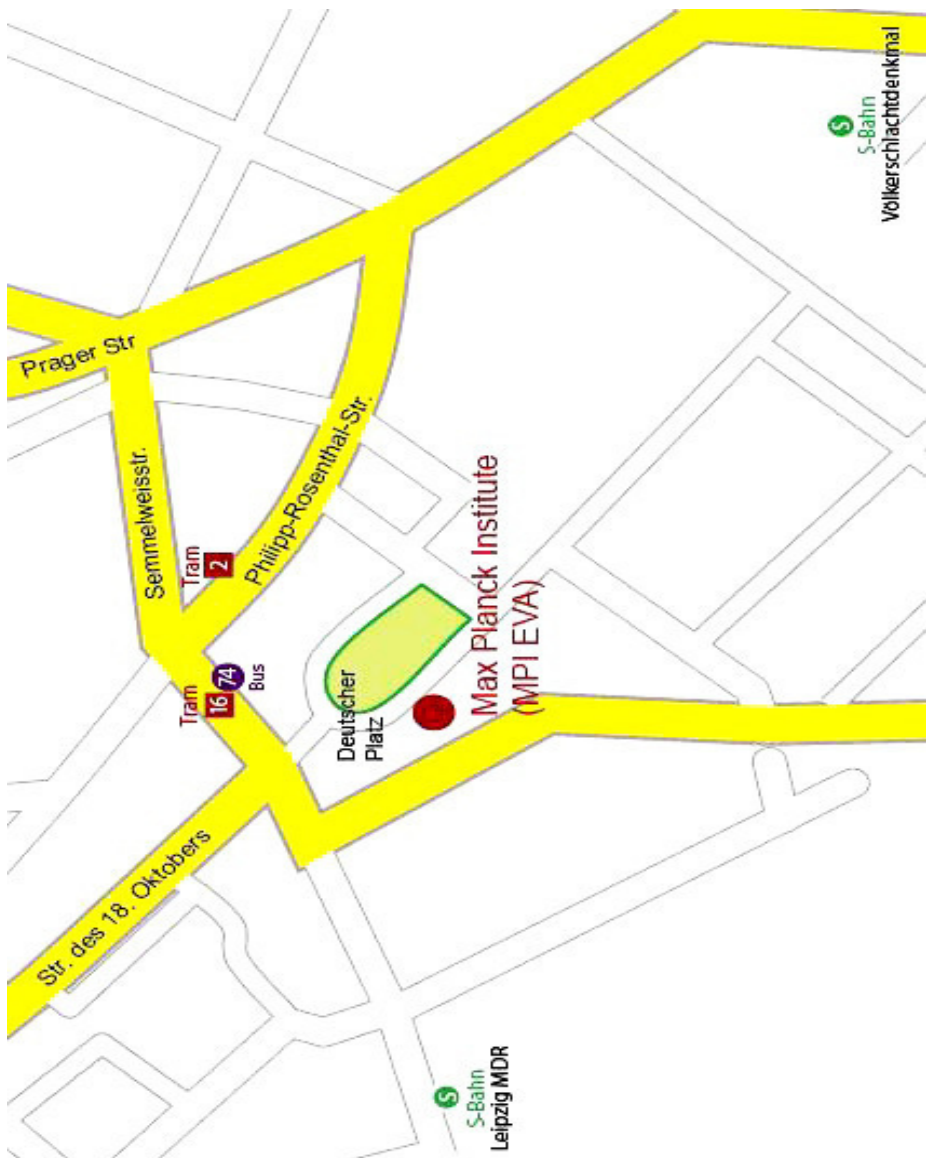 Prager Str
Semmelweisstr.
Philipp-Rosenthal-Str.
Str. des 18. Oktobers
Tram
2
Tram
16
74
Bus
Deutscher
Platz
Max Planck Institute
(MPI EVA)
S
S-Bahn
Völkerschlachtdenkmal
S
S-Bahn
Leipzig MDR